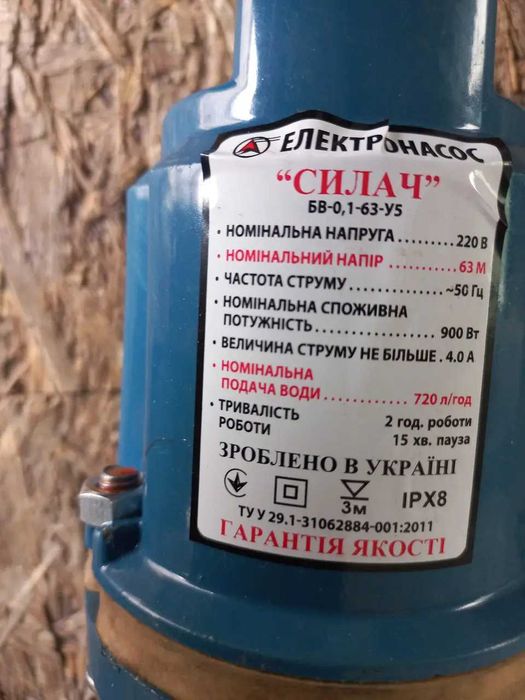 ЕЛЕКТРОНАСОС
“СИЛАЧ”
БВ-0,1-63-У5
· НОМІНАЛЬНА НАПРУГА.........220 В
· НОМІНАЛЬНИЙ НАПІР..........63 М
· ЧАСТОТА СТРУМУ..............~50 Гц
· НОМІНАЛЬНА СПОЖИВНА
ПОТУЖНІСТЬ..................900 Вт
· ВЕЛИЧИНА СТРУМУ НЕ БІЛЬШЕ . 4.0 А
· НОМІНАЛЬНА
ПОДАЧА ВОДИ................720 л/год
· ТРИВАЛІСТЬ 2 год. роботи
РОБОТИ 15 хв. пауза
ЗРОБЛЕНО В УКРАЇНІ
3м IPX8
ТУ У 29.1-31062884-001:2011
ГАРАНТІЯ ЯКОСТІ